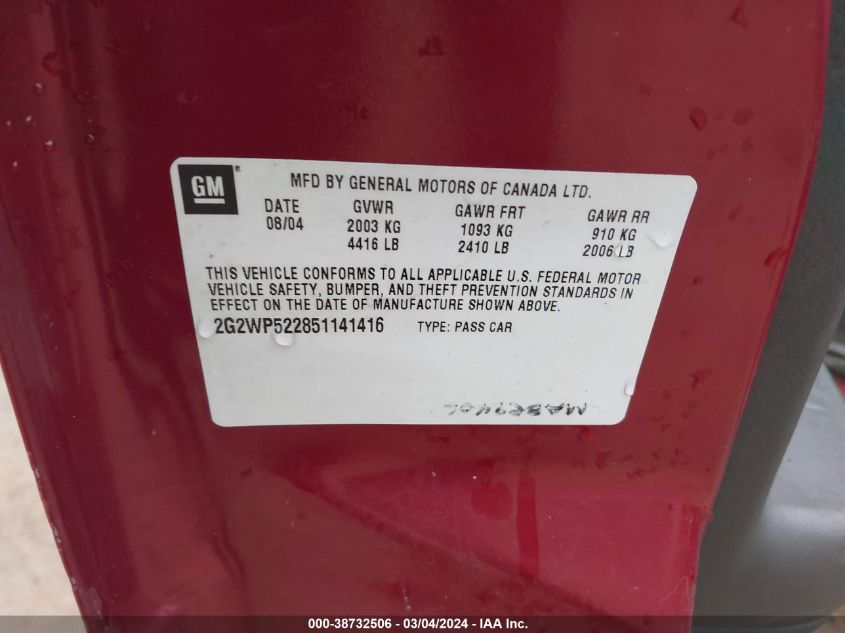 GM
MFD BY GENERAL MOTORS OF CANADA LTD.
DATE GVWR GAWR FRT GAWR RR
08/04 2003 KG 1093 KG 910 KG
4416 LB 2410 LB 2006 LB
THIS VEHICLE CONFORMS TO ALL APPLICABLE U.S. FEDERAL MOTOR
VEHICLE SAFETY, BUMPER, AND THEFT PREVENTION STANDARDS IN
EFFECT ON THE DATE OF MANUFACTURE SHOWN ABOVE.
2G2WP522851141416 TYPE: PASS CAR
000-38732506 - 03/04/2024 - IAA Inc.